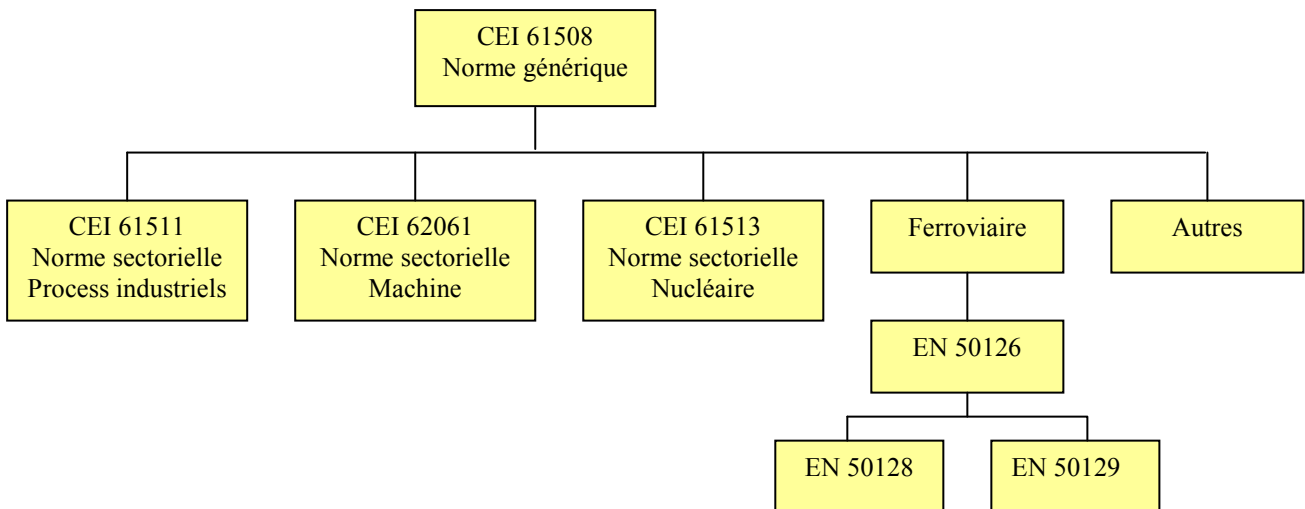 CEI 61508
Norme générique
CEI 61511
Norme sectorielle
Process industriels
CEI 62061
Norme sectorielle
Machine
CEI 61513
Norme sectorielle
Nucléaire
Ferroviaire
Autres
EN 50126
EN 50128
EN 50129